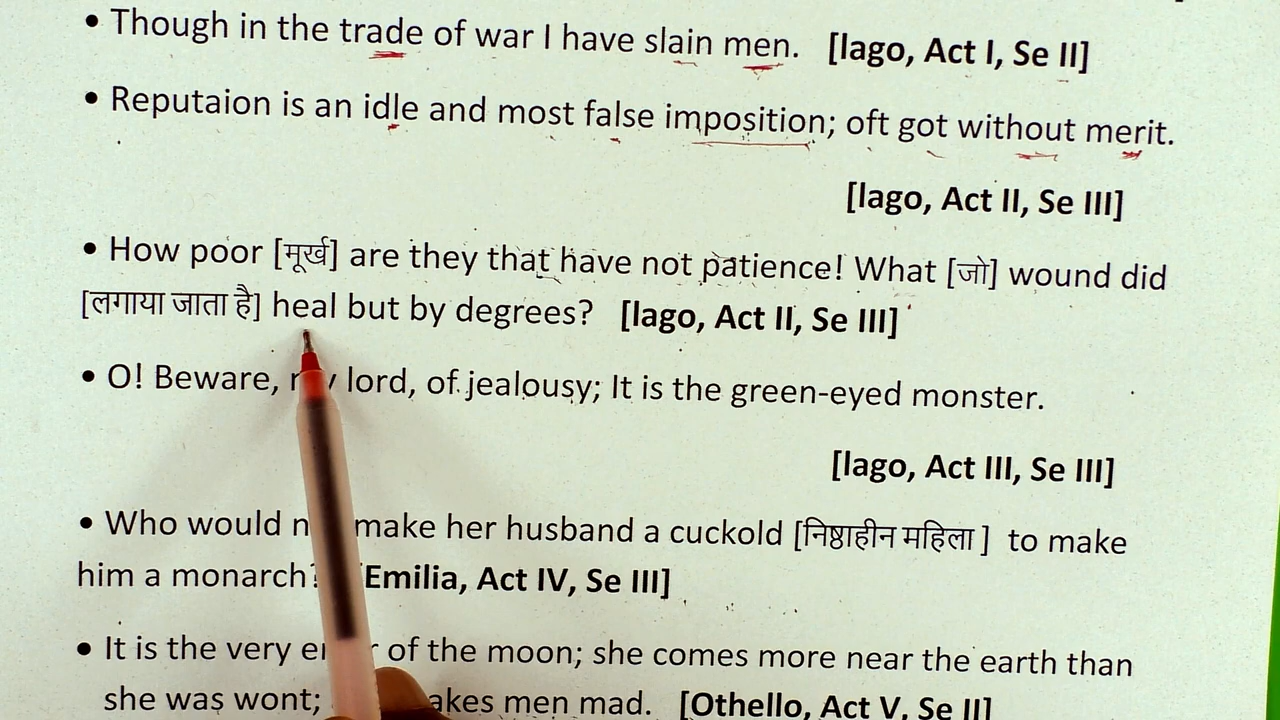 • Though in the trade of war I have slain men. [Iago, Act I, Se II]
• Reputaion is an idle and most false imposition; oft got without merit.
[Iago, Act II, Se III]
• How poor [मूर्ख] are they that have not patience! What [जो] wound did
[लगाया जाता है] heal but by degrees? [Iago, Act II, Se III]
• O! Beware, lord, of jealousy; It is the green-eyed monster.
[Iago, Act III, Se III]
• Who would make her husband a cuckold [निष्ठाहीन महिला ] to make
him a monarch? Emilia, Act IV, Se III]
• It is the very of the moon; she comes more near the earth than
she was wont; men mad. [Othello, Act V, Se II]